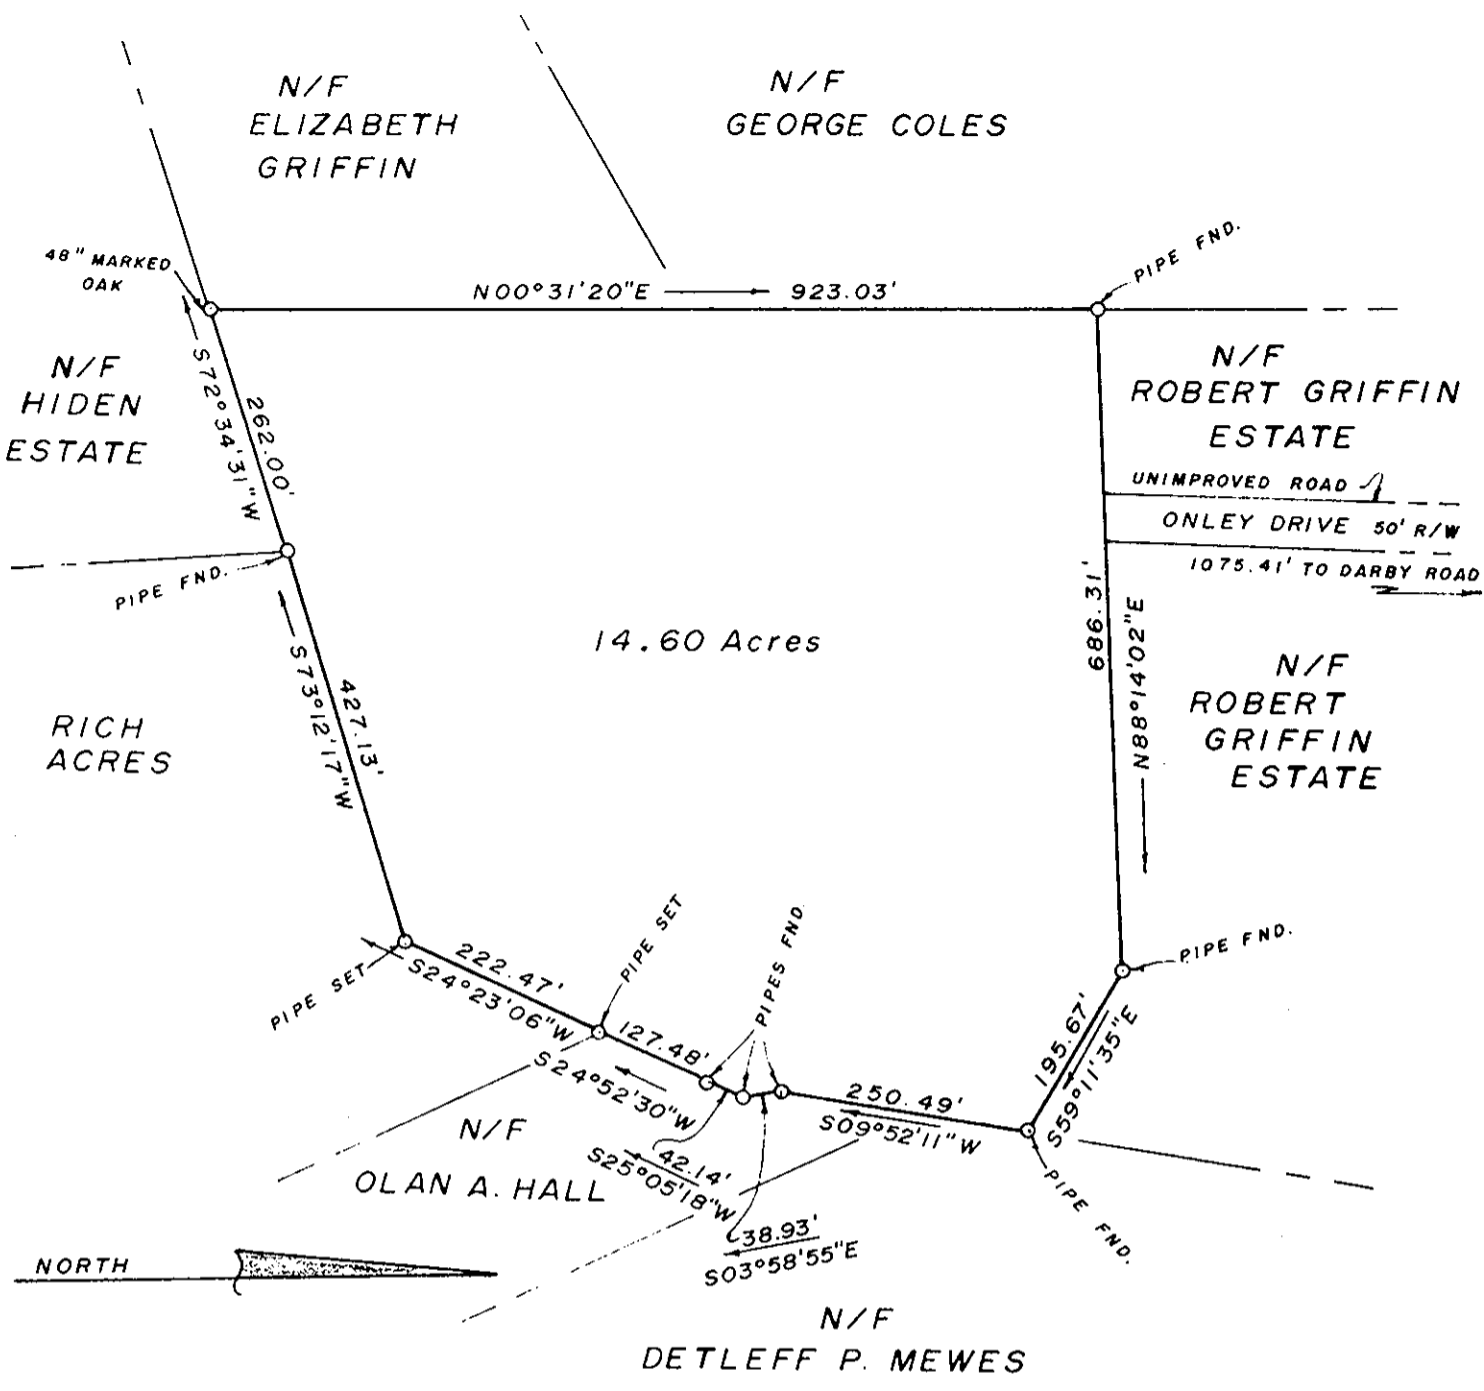 N/F
ELIZABETH
GRIFFIN
N/F
GEORGE COLES
48" MARKED
OAK
PIPE FND.
N00°31'20"E
923.03'
N/F
HIDEN
ESTATE
S72°34'31"W
262.00'
N/F
ROBERT GRIFFIN
ESTATE
UNIMPROVED ROAD
ONLEY DRIVE 50' R/W
1075.41' TO DARBY ROAD
PIPE FND.
14.60 Acres
686.31'
N88°14'02"E
N/F
ROBERT
GRIFFIN
ESTATE
RICH
ACRES
S73°12'17"W
427.13'
PIPE SET
222.47'
S24°23'06"W
PIPE SET
127.48'
S24°52'30"W
PIPES FND.
250.49'
S09°52'11"W
195.67'
S59°11'35"E
PIPE FND.
PIPE FND.
N/F
OLAN A. HALL
42.14'
S25°05'18"W
38.93'
S03°58'55"E
NORTH
N/F
DETLEFF P. MEWES